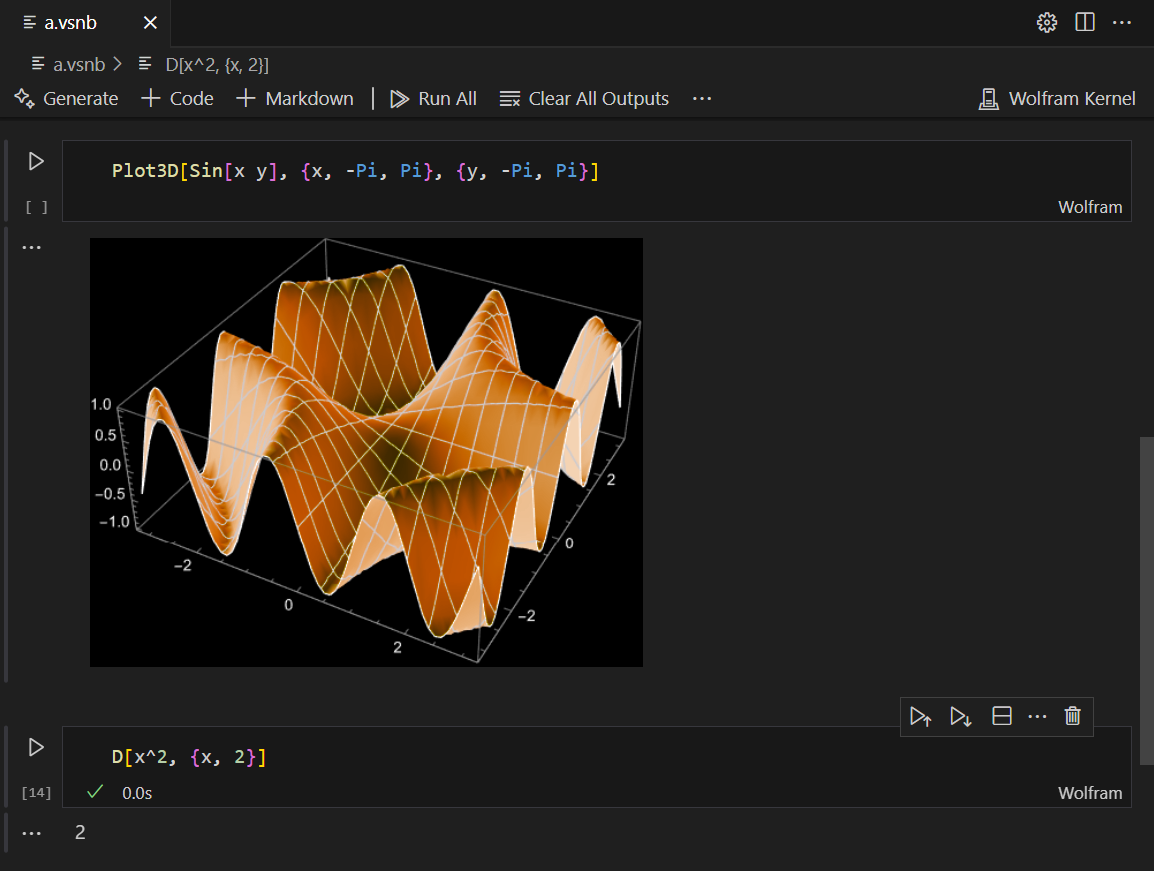 a.vsnb
a.vsnb > D[x^2, {x, 2}]
Generate + Code + Markdown | Run All Clear All Outputs ... Wolfram Kernel
Plot3D[Sin[x y], {x, -Pi, Pi}, {y, -Pi, Pi}]
[ ]
Wolfram
1.0
0.5
0.0
−0.5
−1.0
−2
0
2
−2
0
2
D[x^2, {x, 2}]
[14] ✓ 0.0s
Wolfram
2